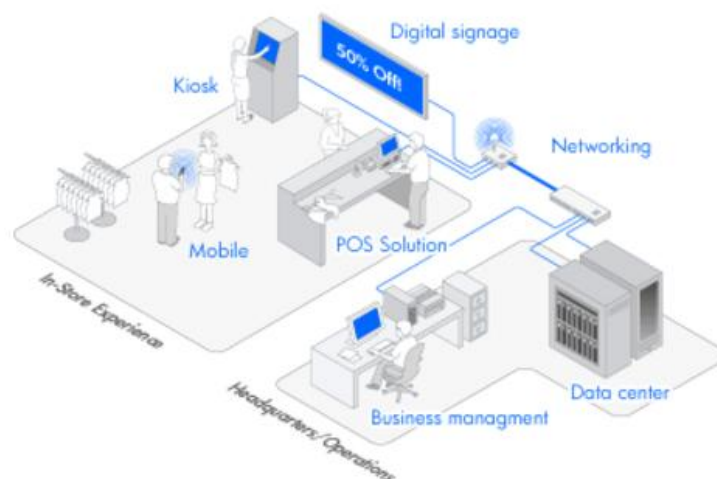 Digital signage
50% Off!
Kiosk
Networking
Mobile
POS Solution
In-Store Experience
Data center
Business managment
Headquarters/Operations